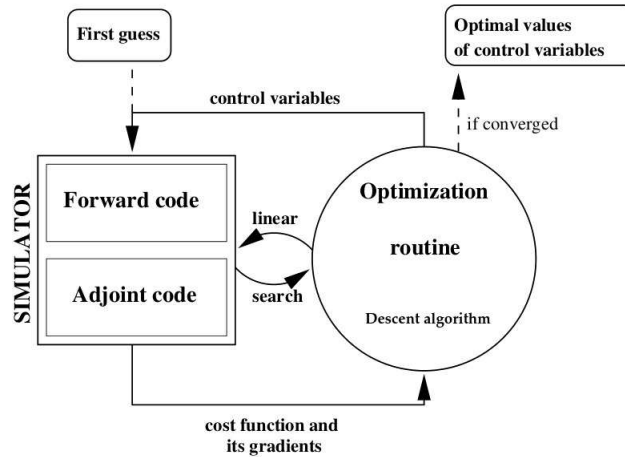 First guess
Optimal values
of control variables
control variables
if converged
SIMULATOR
Forward code
Adjoint code
linear
search
Optimization
routine
Descent algorithm
cost function and
its gradients